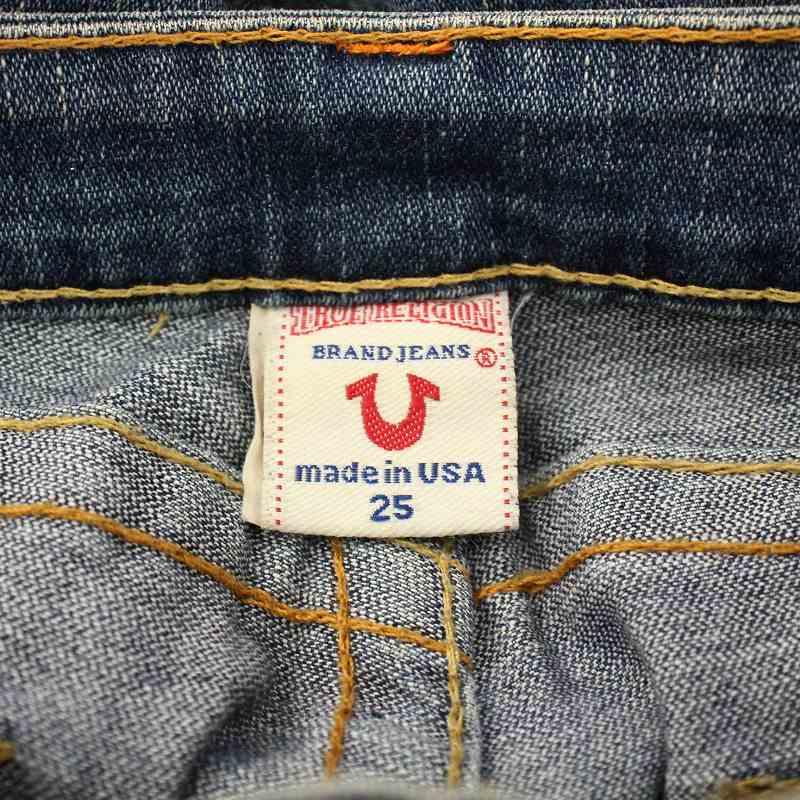 TRUE RELIGION
BRAND JEANS ®
made in USA
25